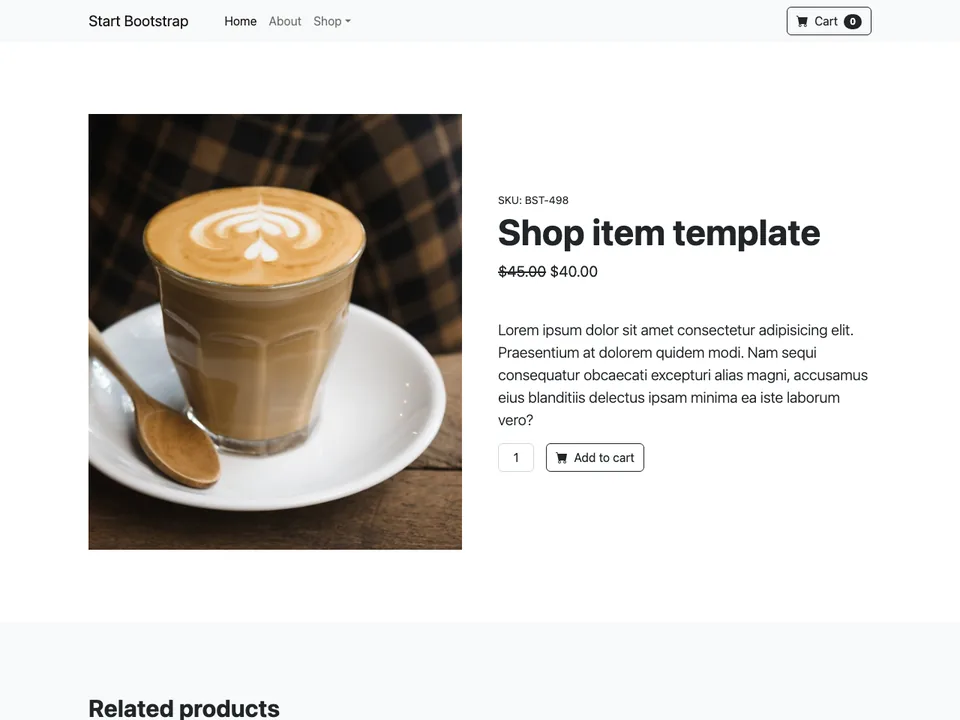 Start Bootstrap Home About Shop Cart 0
SKU: BST-498
Shop item template
$45.00 $40.00
Lorem ipsum dolor sit amet consectetur adipisicing elit.
Praesentium at dolorem quidem modi. Nam sequi
consequatur obcaecati excepturi alias magni, accusamus
eius blanditiis delectus ipsam minima ea iste laborum
vero?
1 Add to cart
Related products